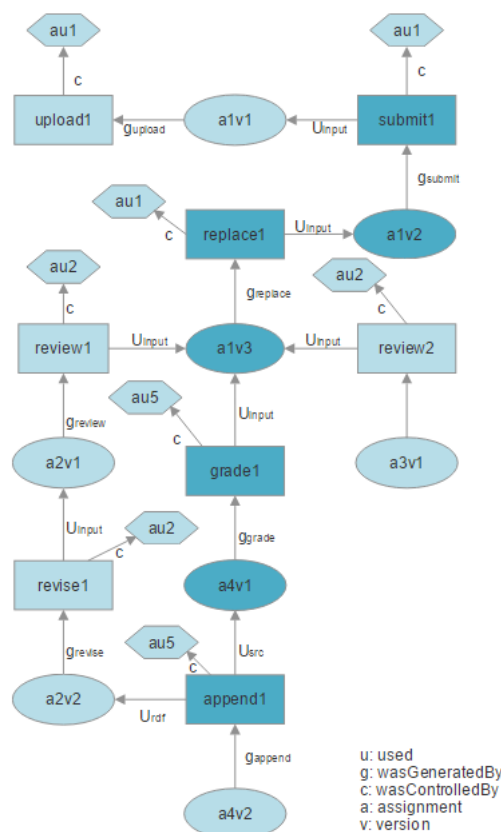 au1
au1
c
c
upload1
gupload
a1v1
Uinput
submit1
gsubmit
au1
c
replace1
Uinput
a1v2
au2
au2
c
greplace
c
review1
Uinput
a1v3
Uinput
review2
au5
Uinput
greview
c
a2v1
grade1
a3v1
Uinput
au2
c
ggrade
revise1
a4v1
grevise
au5
Usrc
c
a2v2
append1
Urdf
gappend
a4v2
u: used
g: wasGeneratedBy
c: wasControlledBy
a: assignment
v: version